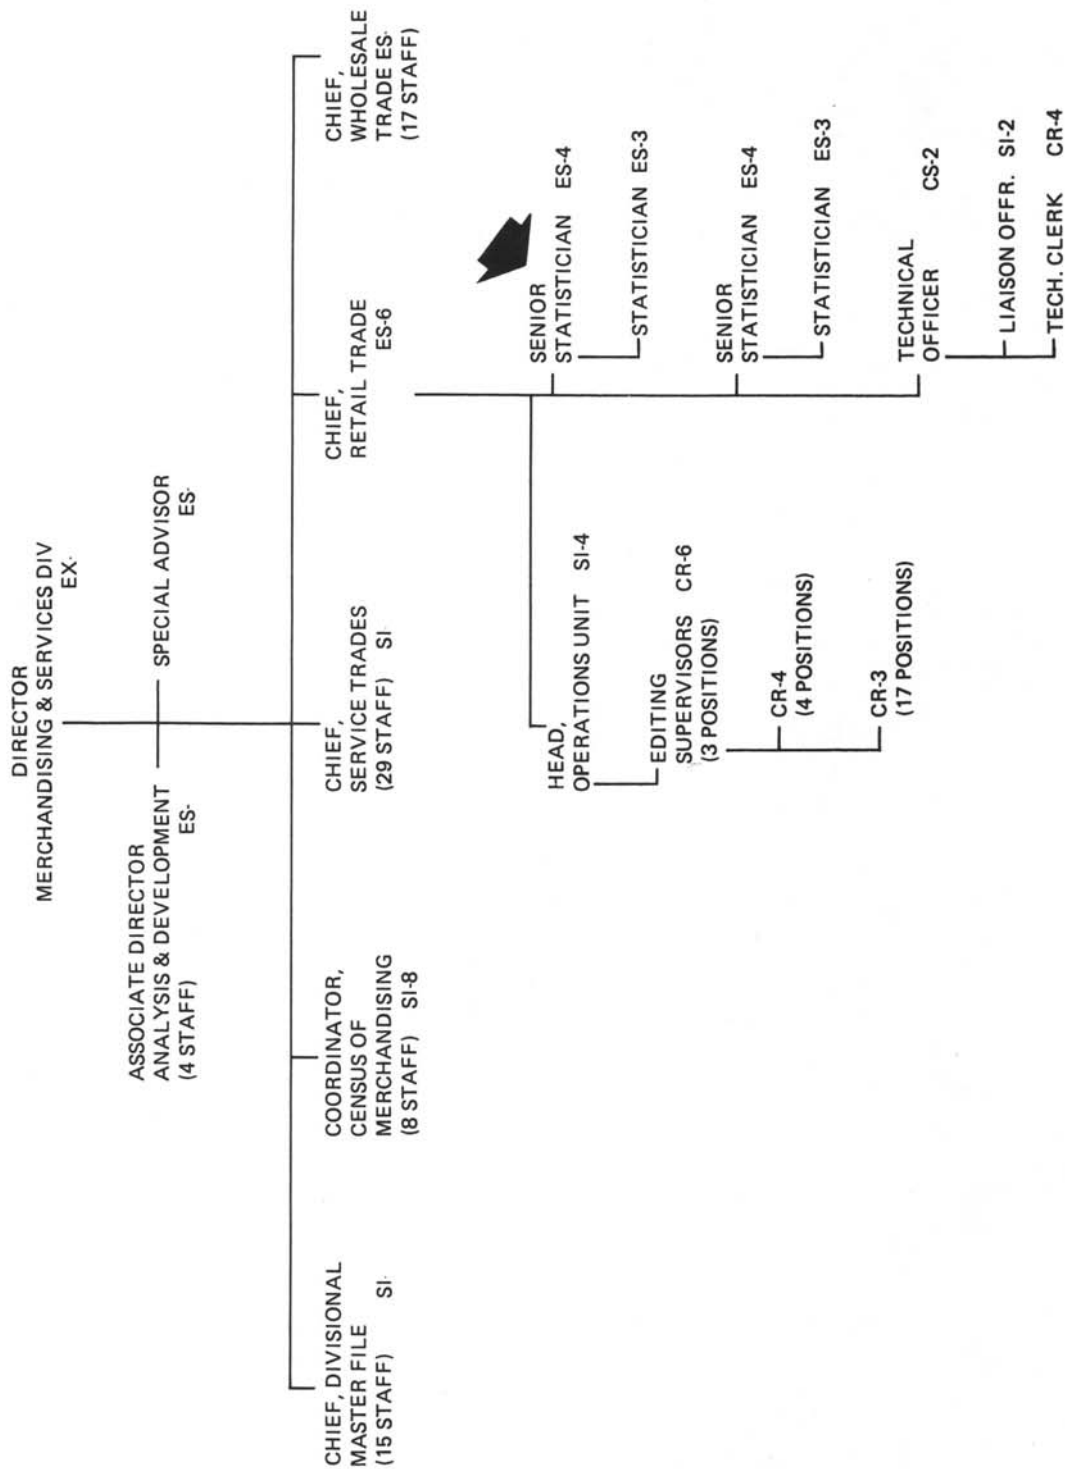 DIRECTOR
MERCHANDISING & SERVICES DIV
EX-
ASSOCIATE DIRECTOR
ANALYSIS & DEVELOPMENT
(4 STAFF) ES-
SPECIAL ADVISOR
ES-
CHIEF, DIVISIONAL
MASTER FILE
(15 STAFF) SI-
COORDINATOR,
CENSUS OF
MERCHANDISING
(8 STAFF) SI-8
CHIEF,
SERVICE TRADES
(29 STAFF) SI-
CHIEF,
RETAIL TRADE
ES-6
CHIEF,
WHOLESALE
TRADE ES-
(17 STAFF)
HEAD,
OPERATIONS UNIT SI-4
EDITING
SUPERVISORS CR-6
(3 POSITIONS)
CR-4
(4 POSITIONS)
CR-3
(17 POSITIONS)
SENIOR
STATISTICIAN ES-4
STATISTICIAN ES-3
SENIOR
STATISTICIAN ES-4
STATISTICIAN ES-3
TECHNICAL
OFFICER CS-2
LIAISON OFFR. SI-2
TECH. CLERK CR-4